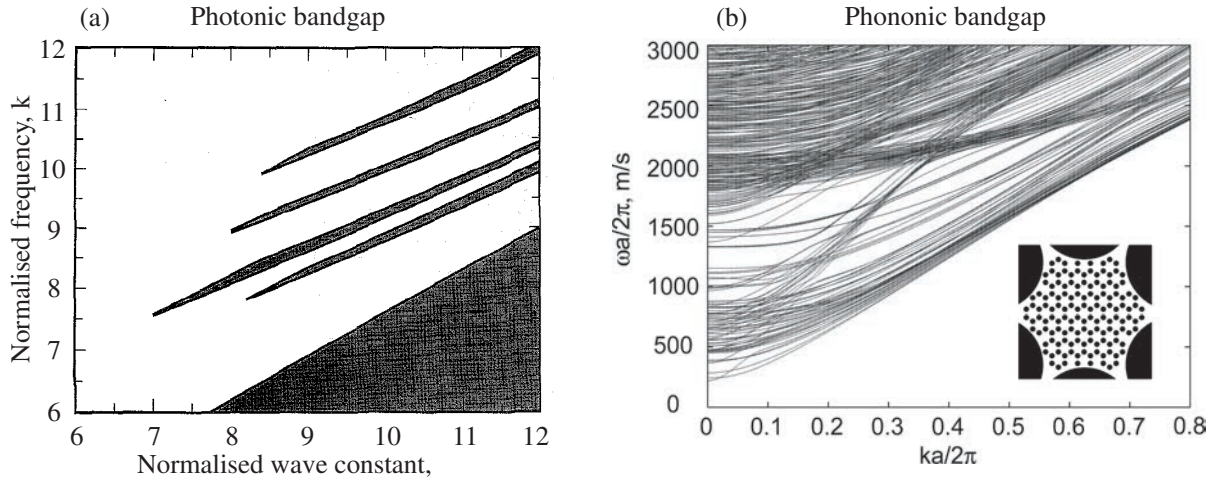 (a) Photonic bandgap
12
11
10
9
8
7
6
Normalised frequency, k
6 7 8 9 10 11 12
Normalised wave constant,
(b) Phononic bandgap
3000
2500
2000
1500
1000
500
0
ωa/2π, m/s
0 0.1 0.2 0.3 0.4 0.5 0.6 0.7 0.8
ka/2π